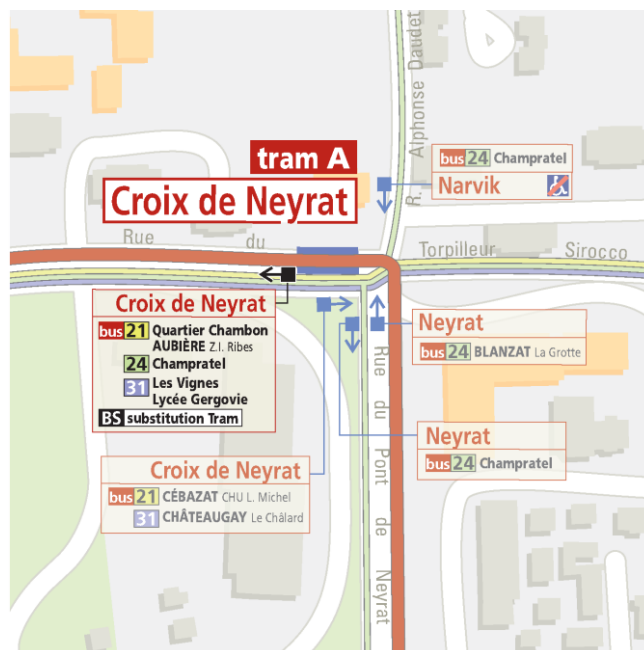 R. Alphonse Daudet
tram A
Croix de Neyrat
bus 24 Champratel
Narvik
Rue du Torpilleur Sirocco
Croix de Neyrat
bus 21 Quartier Chambon
AUBIÈRE Z.I. Ribes
24 Champratel
31 Les Vignes
Lycée Gergovie
BS substitution Tram
Neyrat
bus 24 BLANZAT La Grotte
Neyrat
bus 24 Champratel
Croix de Neyrat
bus 21 CÉBAZAT CHU L. Michel
31 CHÂTEAUGAY Le Châlard
Rue du Pont de Neyrat